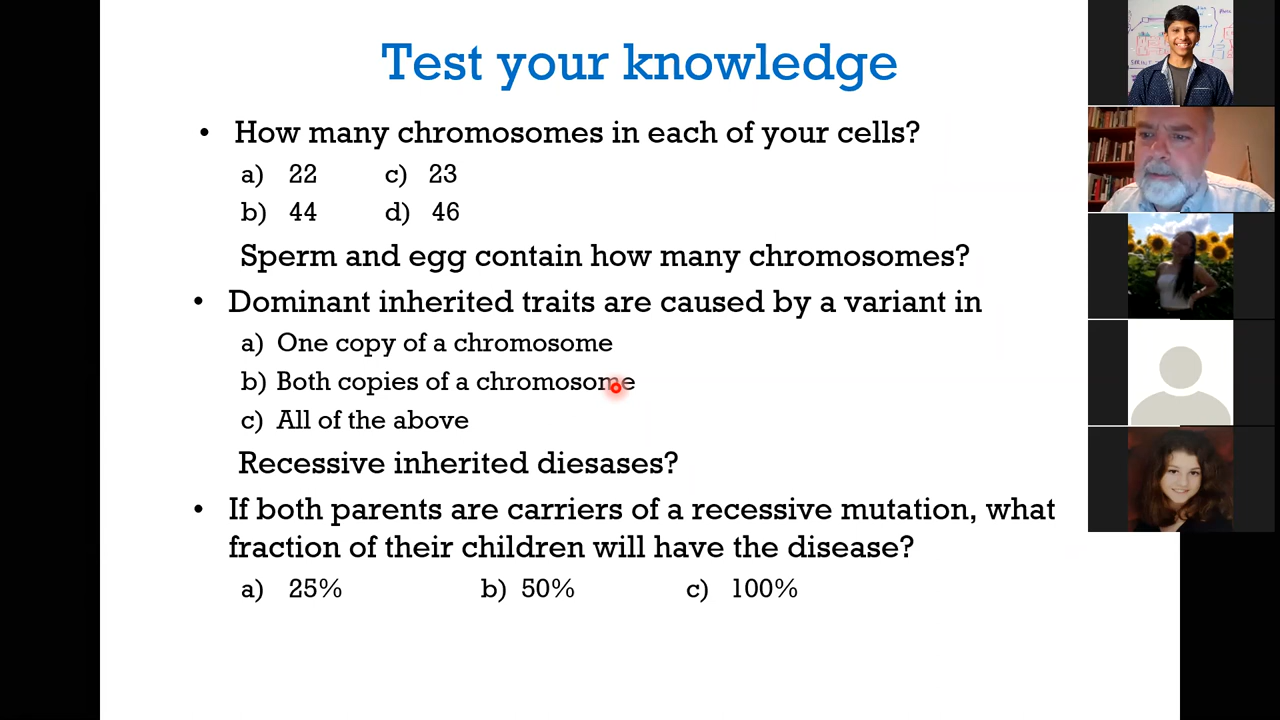 Test your knowledge
• How many chromosomes in each of your cells?
a) 22 c) 23
b) 44 d) 46
Sperm and egg contain how many chromosomes?
• Dominant inherited traits are caused by a variant in
a) One copy of a chromosome
b) Both copies of a chromosome
c) All of the above
Recessive inherited diesases?
• If both parents are carriers of a recessive mutation, what
fraction of their children will have the disease?
a) 25% b) 50% c) 100%